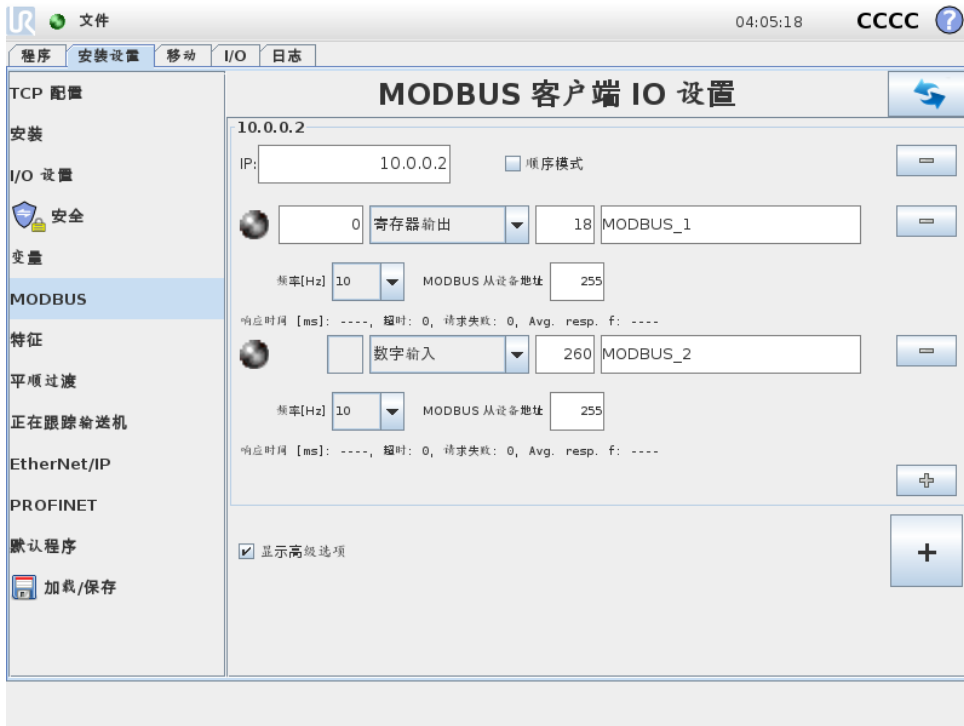 UR 文件 04:05:18 CCCC ?
程序 安装设置 移动 I/O 日志
TCP 配置
安装
I/O 设置
安全
变量
MODBUS
特征
平顺过渡
正在跟踪输送机
EtherNet/IP
PROFINET
默认程序
加载/保存
MODBUS 客户端 IO 设置
10.0.0.2
IP: 10.0.0.2 顺序模式
0 寄存器输出 18 MODBUS_1
频率[Hz] 10 MODBUS 从设备地址 255
响应时间 [ms]: ----, 超时: 0, 请求失败: 0, Avg. resp. f: ----
数字输入 260 MODBUS_2
频率[Hz] 10 MODBUS 从设备地址 255
响应时间 [ms]: ----, 超时: 0, 请求失败: 0, Avg. resp. f: ----
显示高级选项